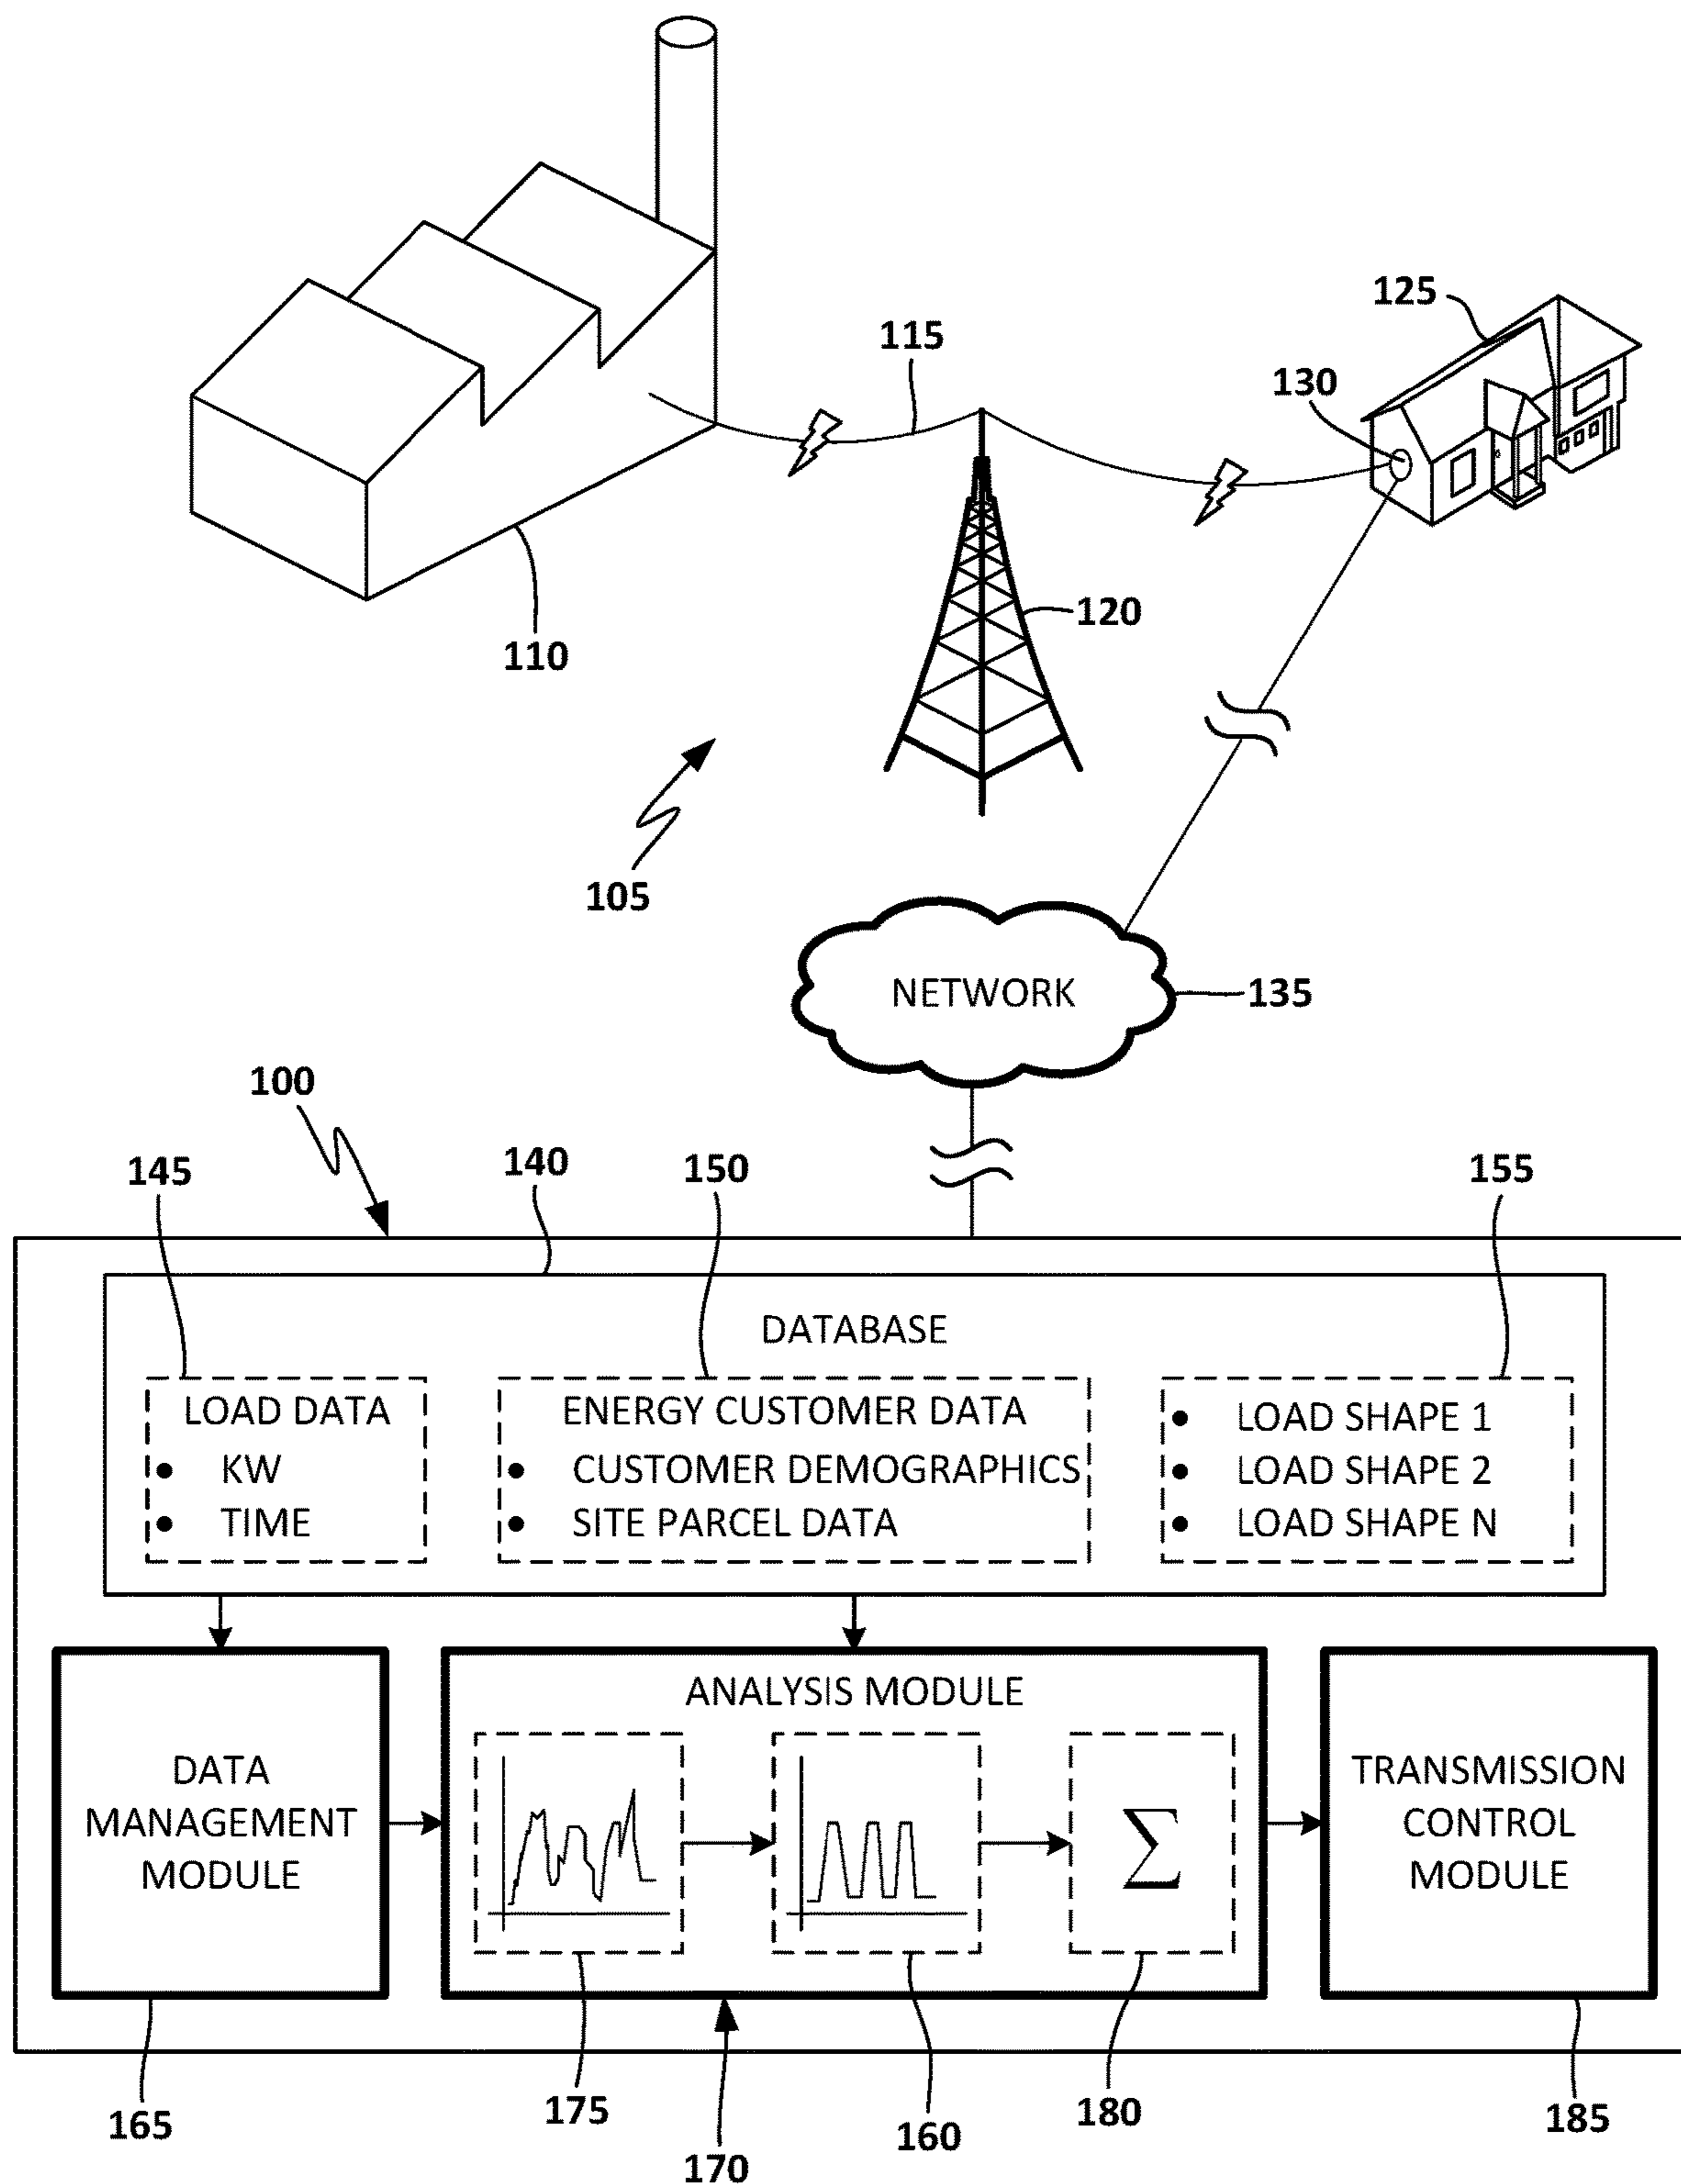 125
115
130
120
110
105
NETWORK
135
100
145
140
150
155
DATABASE
LOAD DATA
• KW
• TIME
ENERGY CUSTOMER DATA
• CUSTOMER DEMOGRAPHICS
• SITE PARCEL DATA
• LOAD SHAPE 1
• LOAD SHAPE 2
• LOAD SHAPE N
DATA
MANAGEMENT
MODULE
ANALYSIS MODULE
Σ
TRANSMISSION
CONTROL
MODULE
165
175
170
160
180
185